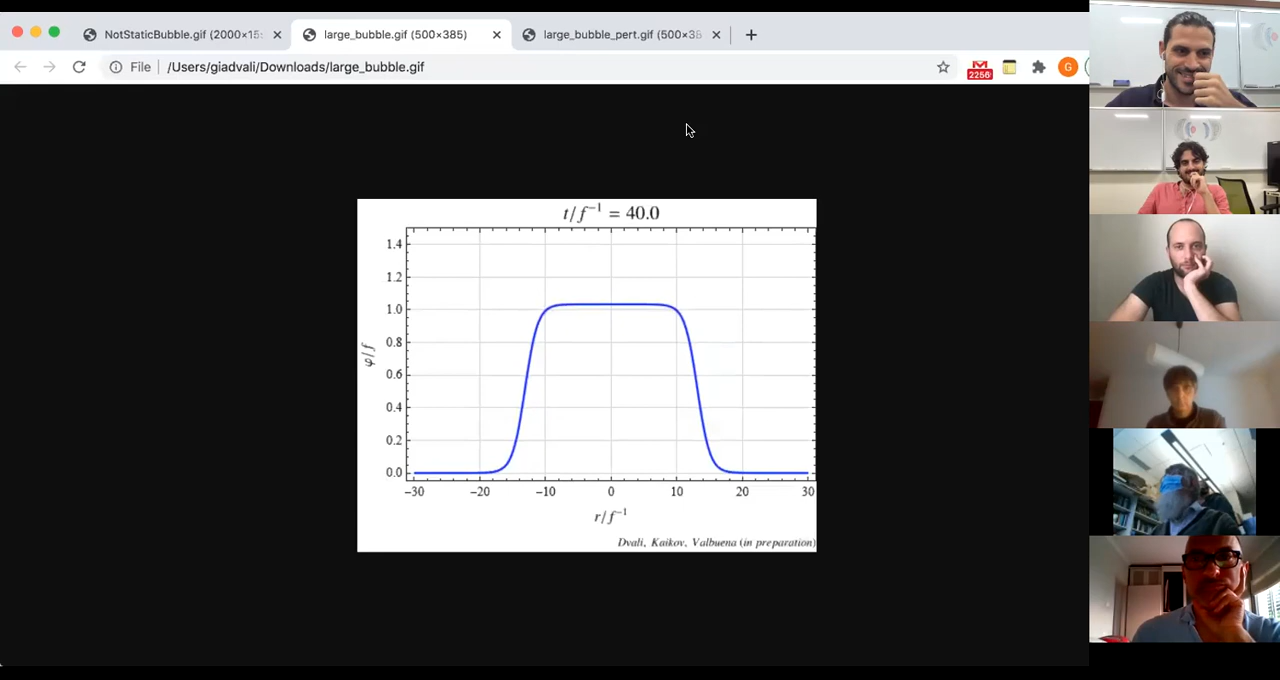 NotStaticBubble.gif (2000×15
large_bubble.gif (500×385)
large_bubble_pert.gif (500×38
File
/Users/giadvali/Downloads/large_bubble.gif
2256
G
t/f⁻¹ = 40.0
1.4
1.2
1.0
0.8
0.6
0.4
0.2
0.0
φ/f
−30 −20 −10 0 10 20 30
r/f⁻¹
Dvali, Kaikov, Valbuena (in preparation)